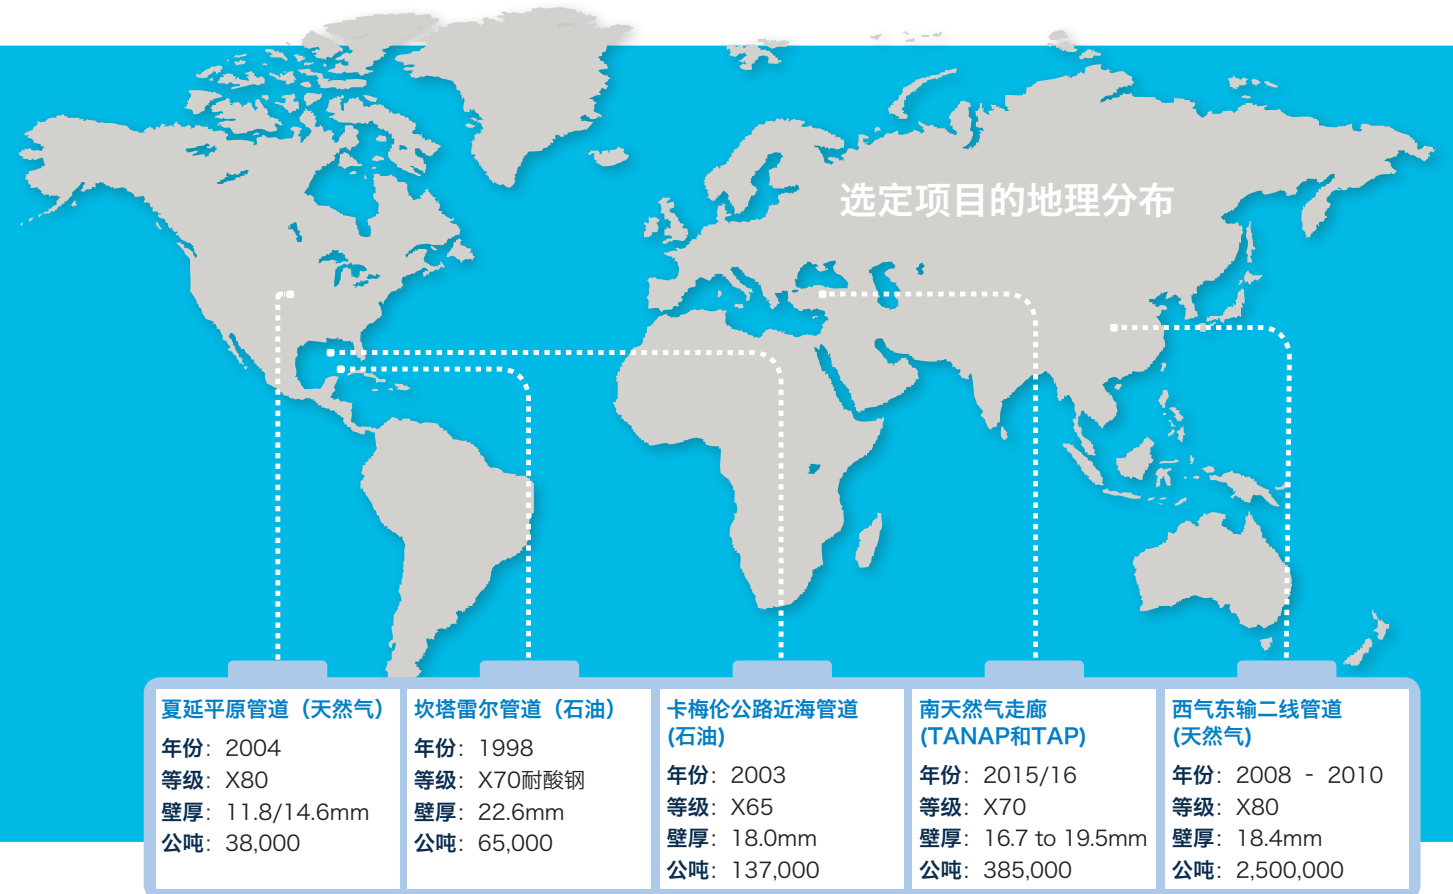 选定项目的地理分布
夏延平原管道（天然气）
年份：2004
等级：X80
壁厚：11.8/14.6mm
公吨：38,000
坎塔雷尔管道（石油）
年份：1998
等级：X70耐酸钢
壁厚：22.6mm
公吨：65,000
卡梅伦公路近海管道
(石油)
年份：2003
等级：X65
壁厚：18.0mm
公吨：137,000
南天然气走廊
(TANAP和TAP)
年份：2015/16
等级：X70
壁厚：16.7 to 19.5mm
公吨：385,000
西气东输二线管道
(天然气)
年份：2008 - 2010
等级：X80
壁厚：18.4mm
公吨：2,500,000